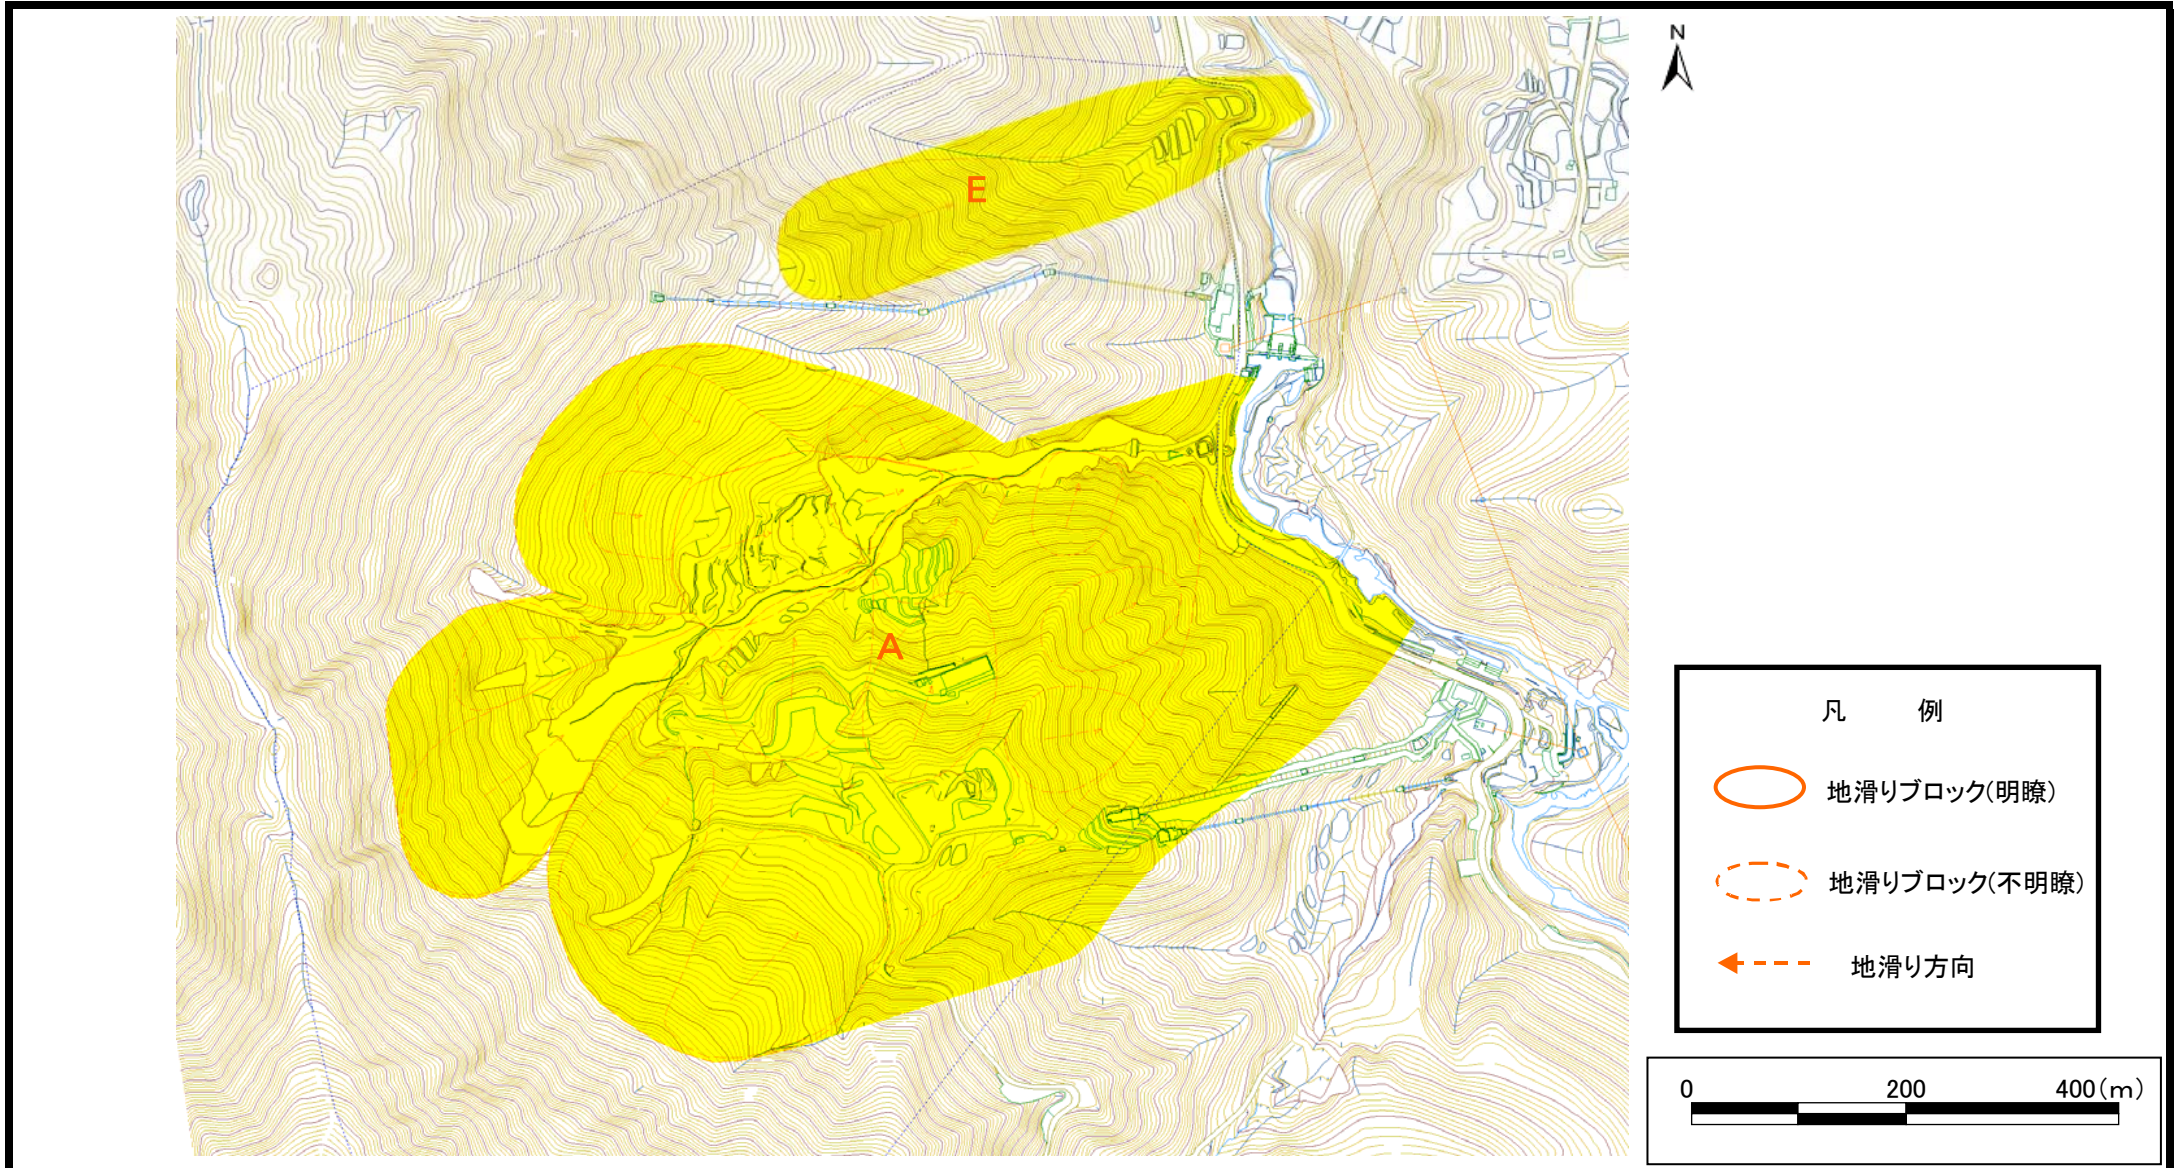 N
E
A
凡 例
地滑りブロック(明瞭)
地滑りブロック(不明瞭)
地滑り方向
0 200 400(m)